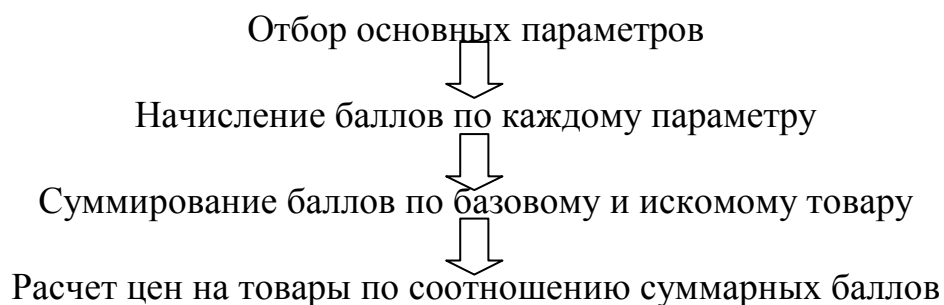 Отбор основных параметров
Начисление баллов по каждому параметру
Суммирование баллов по базовому и искомому товару
Расчет цен на товары по соотношению суммарных баллов